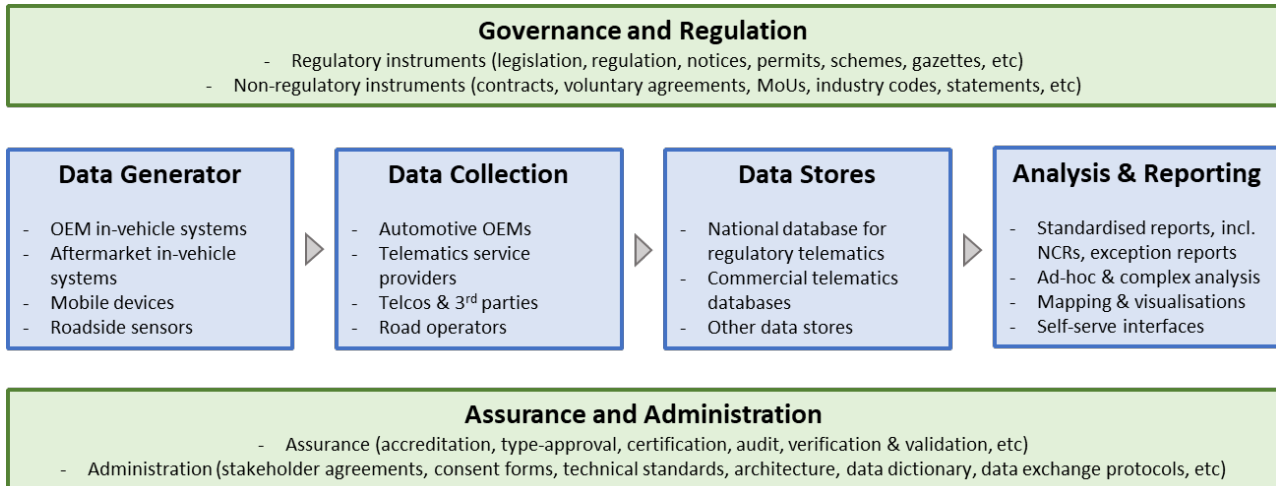 Governance and Regulation
- Regulatory instruments (legislation, regulation, notices, permits, schemes, gazettes, etc)
- Non-regulatory instruments (contracts, voluntary agreements, MoUs, industry codes, statements, etc)
Data Generator
- OEM in-vehicle systems
- Aftermarket in-vehicle
systems
- Mobile devices
- Roadside sensors
Data Collection
- Automotive OEMs
- Telematics service
providers
- Telcos & 3rd parties
- Road operators
Data Stores
- National database for
regulatory telematics
- Commercial telematics
databases
- Other data stores
Analysis & Reporting
- Standardised reports, incl.
NCRs, exception reports
- Ad-hoc & complex analysis
- Mapping & visualisations
- Self-serve interfaces
Assurance and Administration
- Assurance (accreditation, type-approval, certification, audit, verification & validation, etc)
- Administration (stakeholder agreements, consent forms, technical standards, architecture, data dictionary, data exchange protocols, etc)